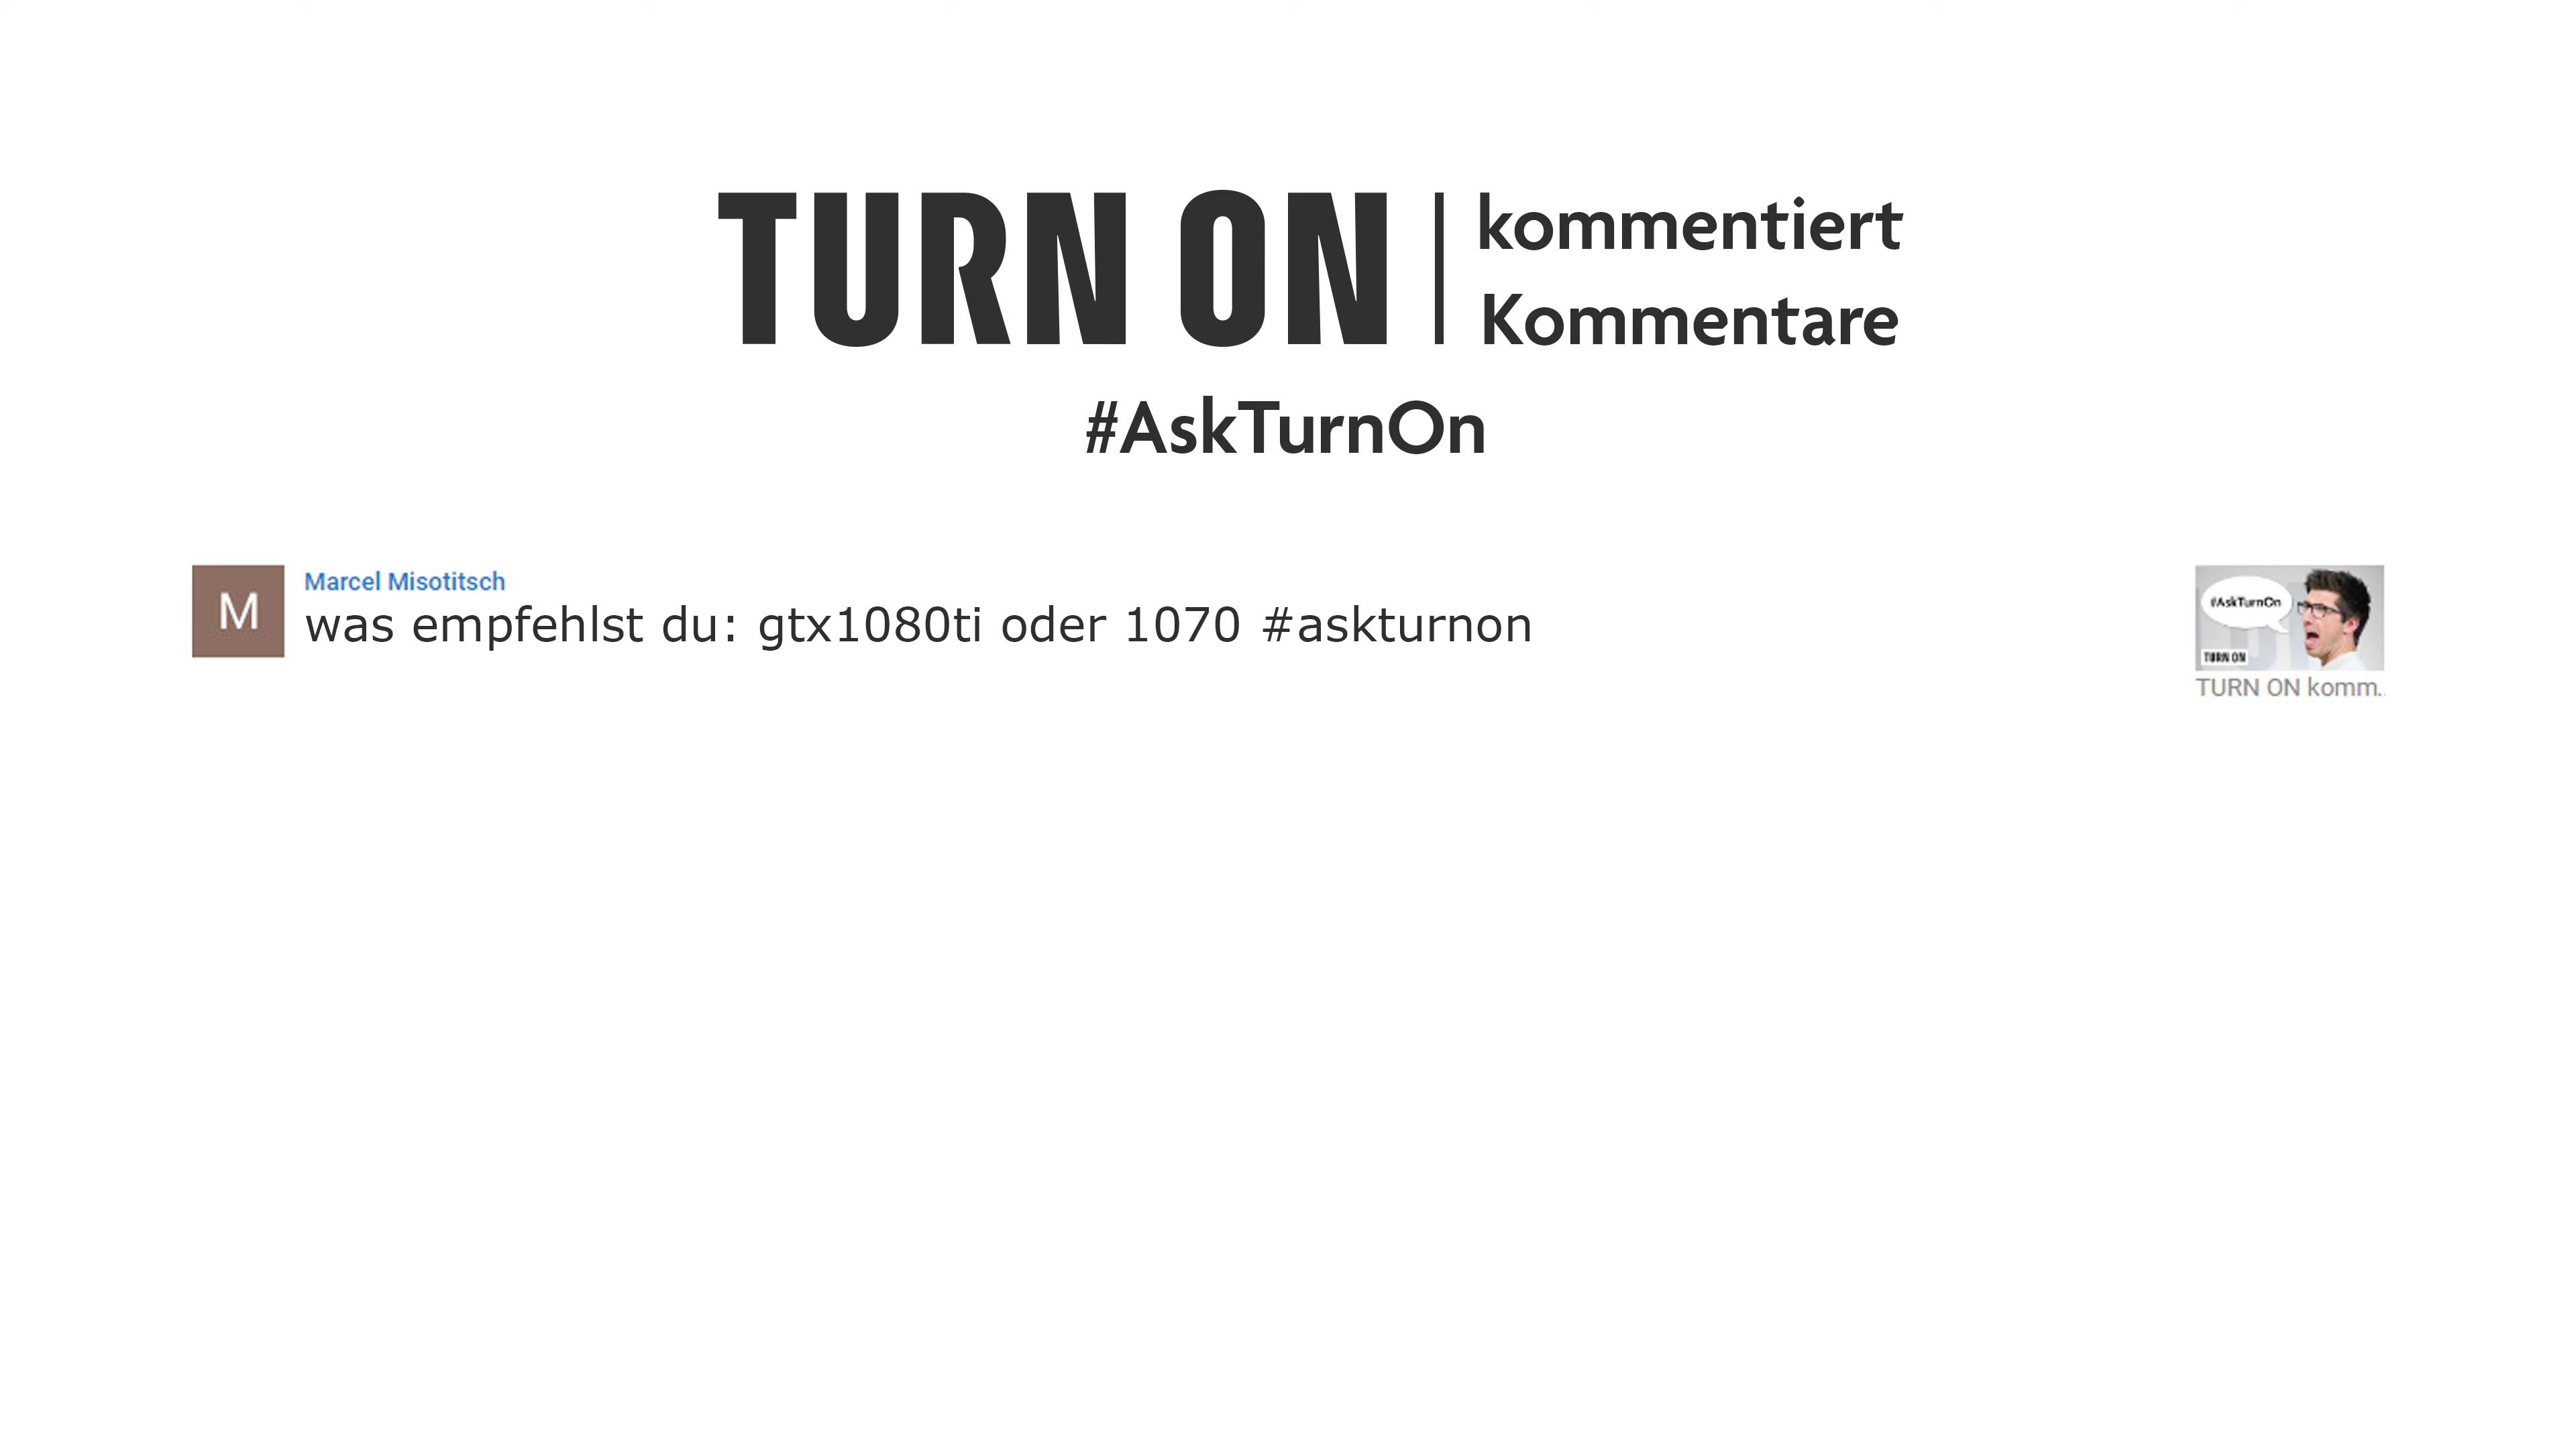 TURN ON
kommentiert
Kommentare
#AskTurnOn
M
Marcel Misotitsch
was empfehlst du: gtx1080ti oder 1070 #askturnon
#AskTurnOn
TURN ON
TURN ON komm..